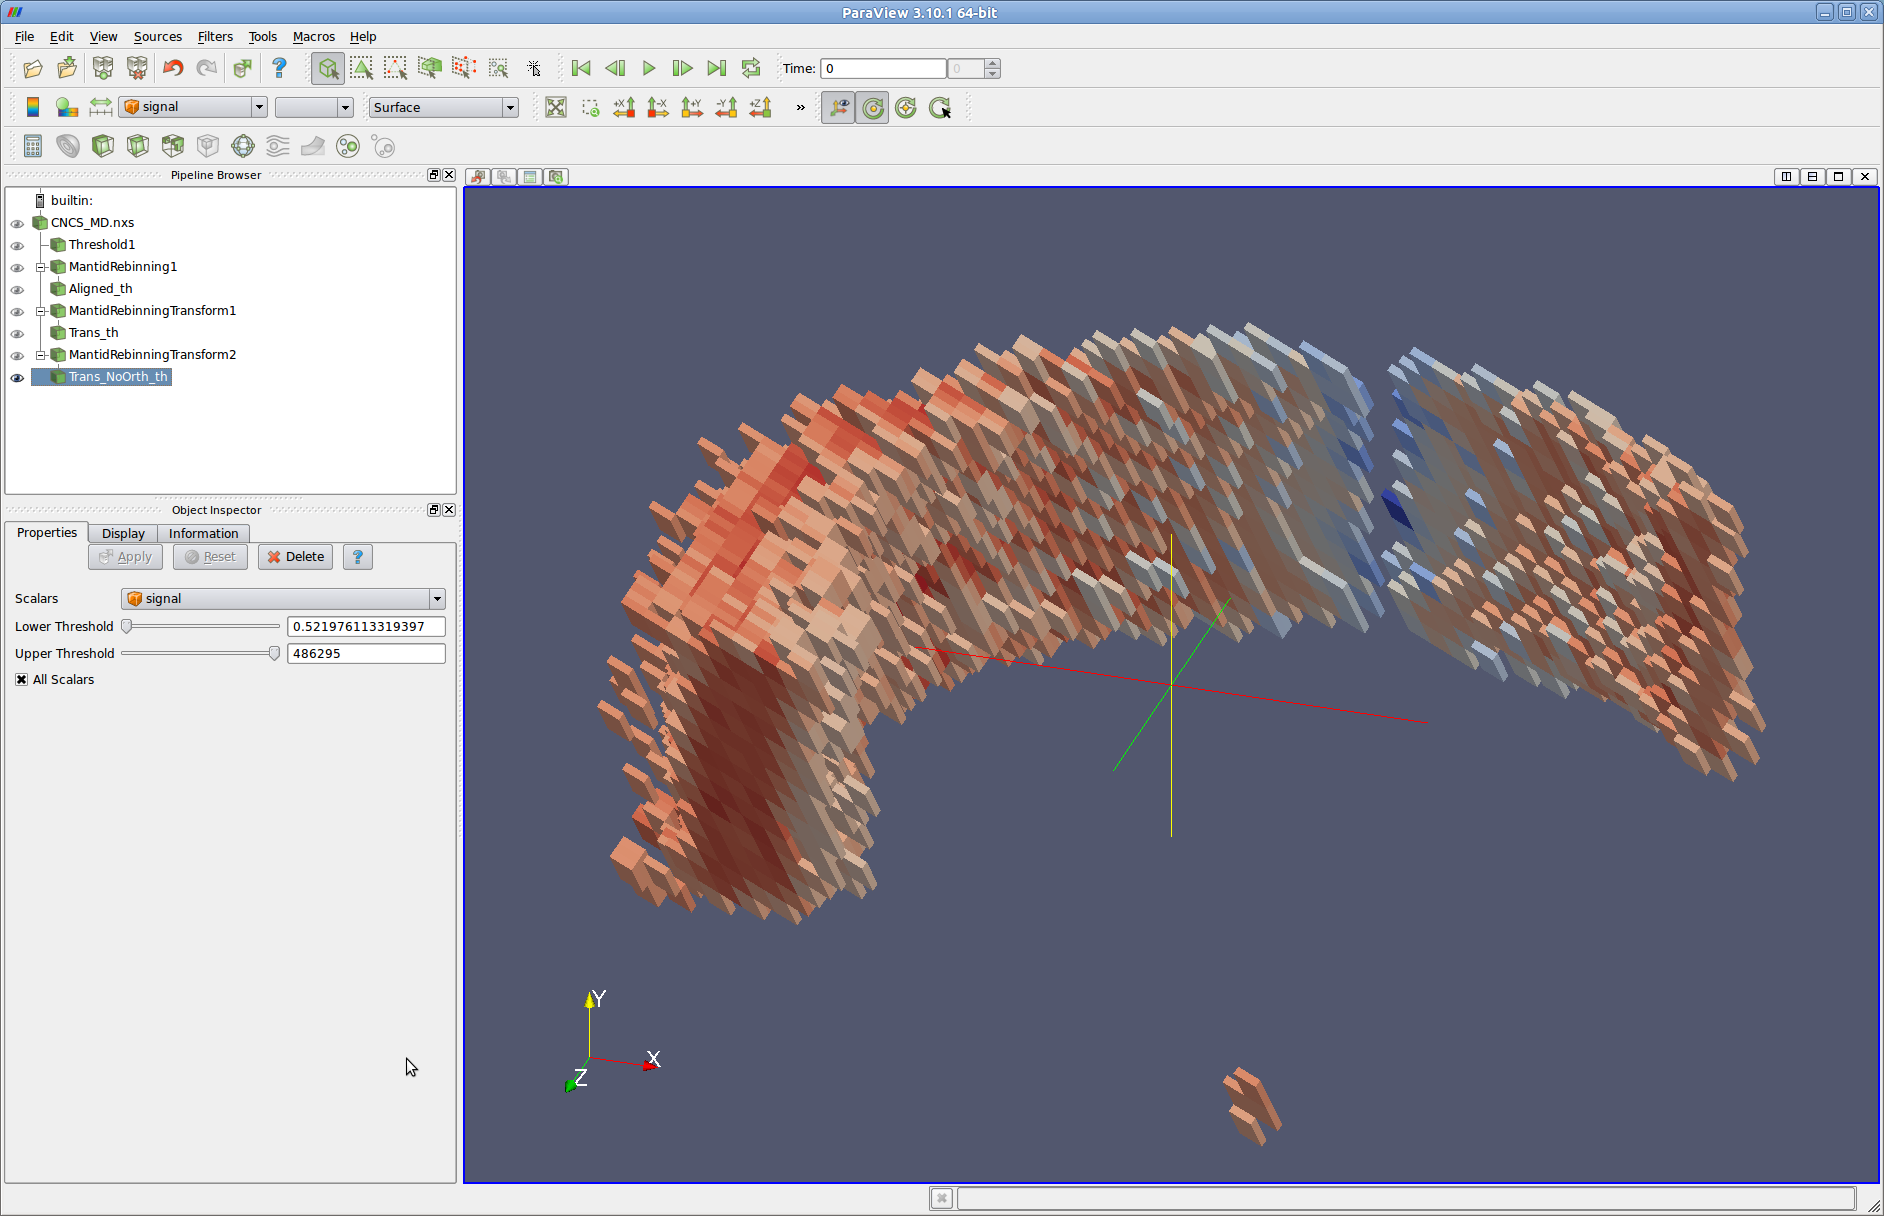 ParaView 3.10.1 64-bit
File Edit View Sources Filters Tools Macros Help
Time: 0 0
signal Surface +X -X +Y -Y +Z »
Pipeline Browser
builtin:
CNCS_MD.nxs
Threshold1
MantidRebinning1
Aligned_th
MantidRebinningTransform1
Trans_th
MantidRebinningTransform2
Trans_NoOrth_th
Object Inspector
Properties Display Information
Apply Reset Delete ?
Scalars signal
Lower Threshold 0.521976113319397
Upper Threshold 486295
All Scalars
Y
X
Z